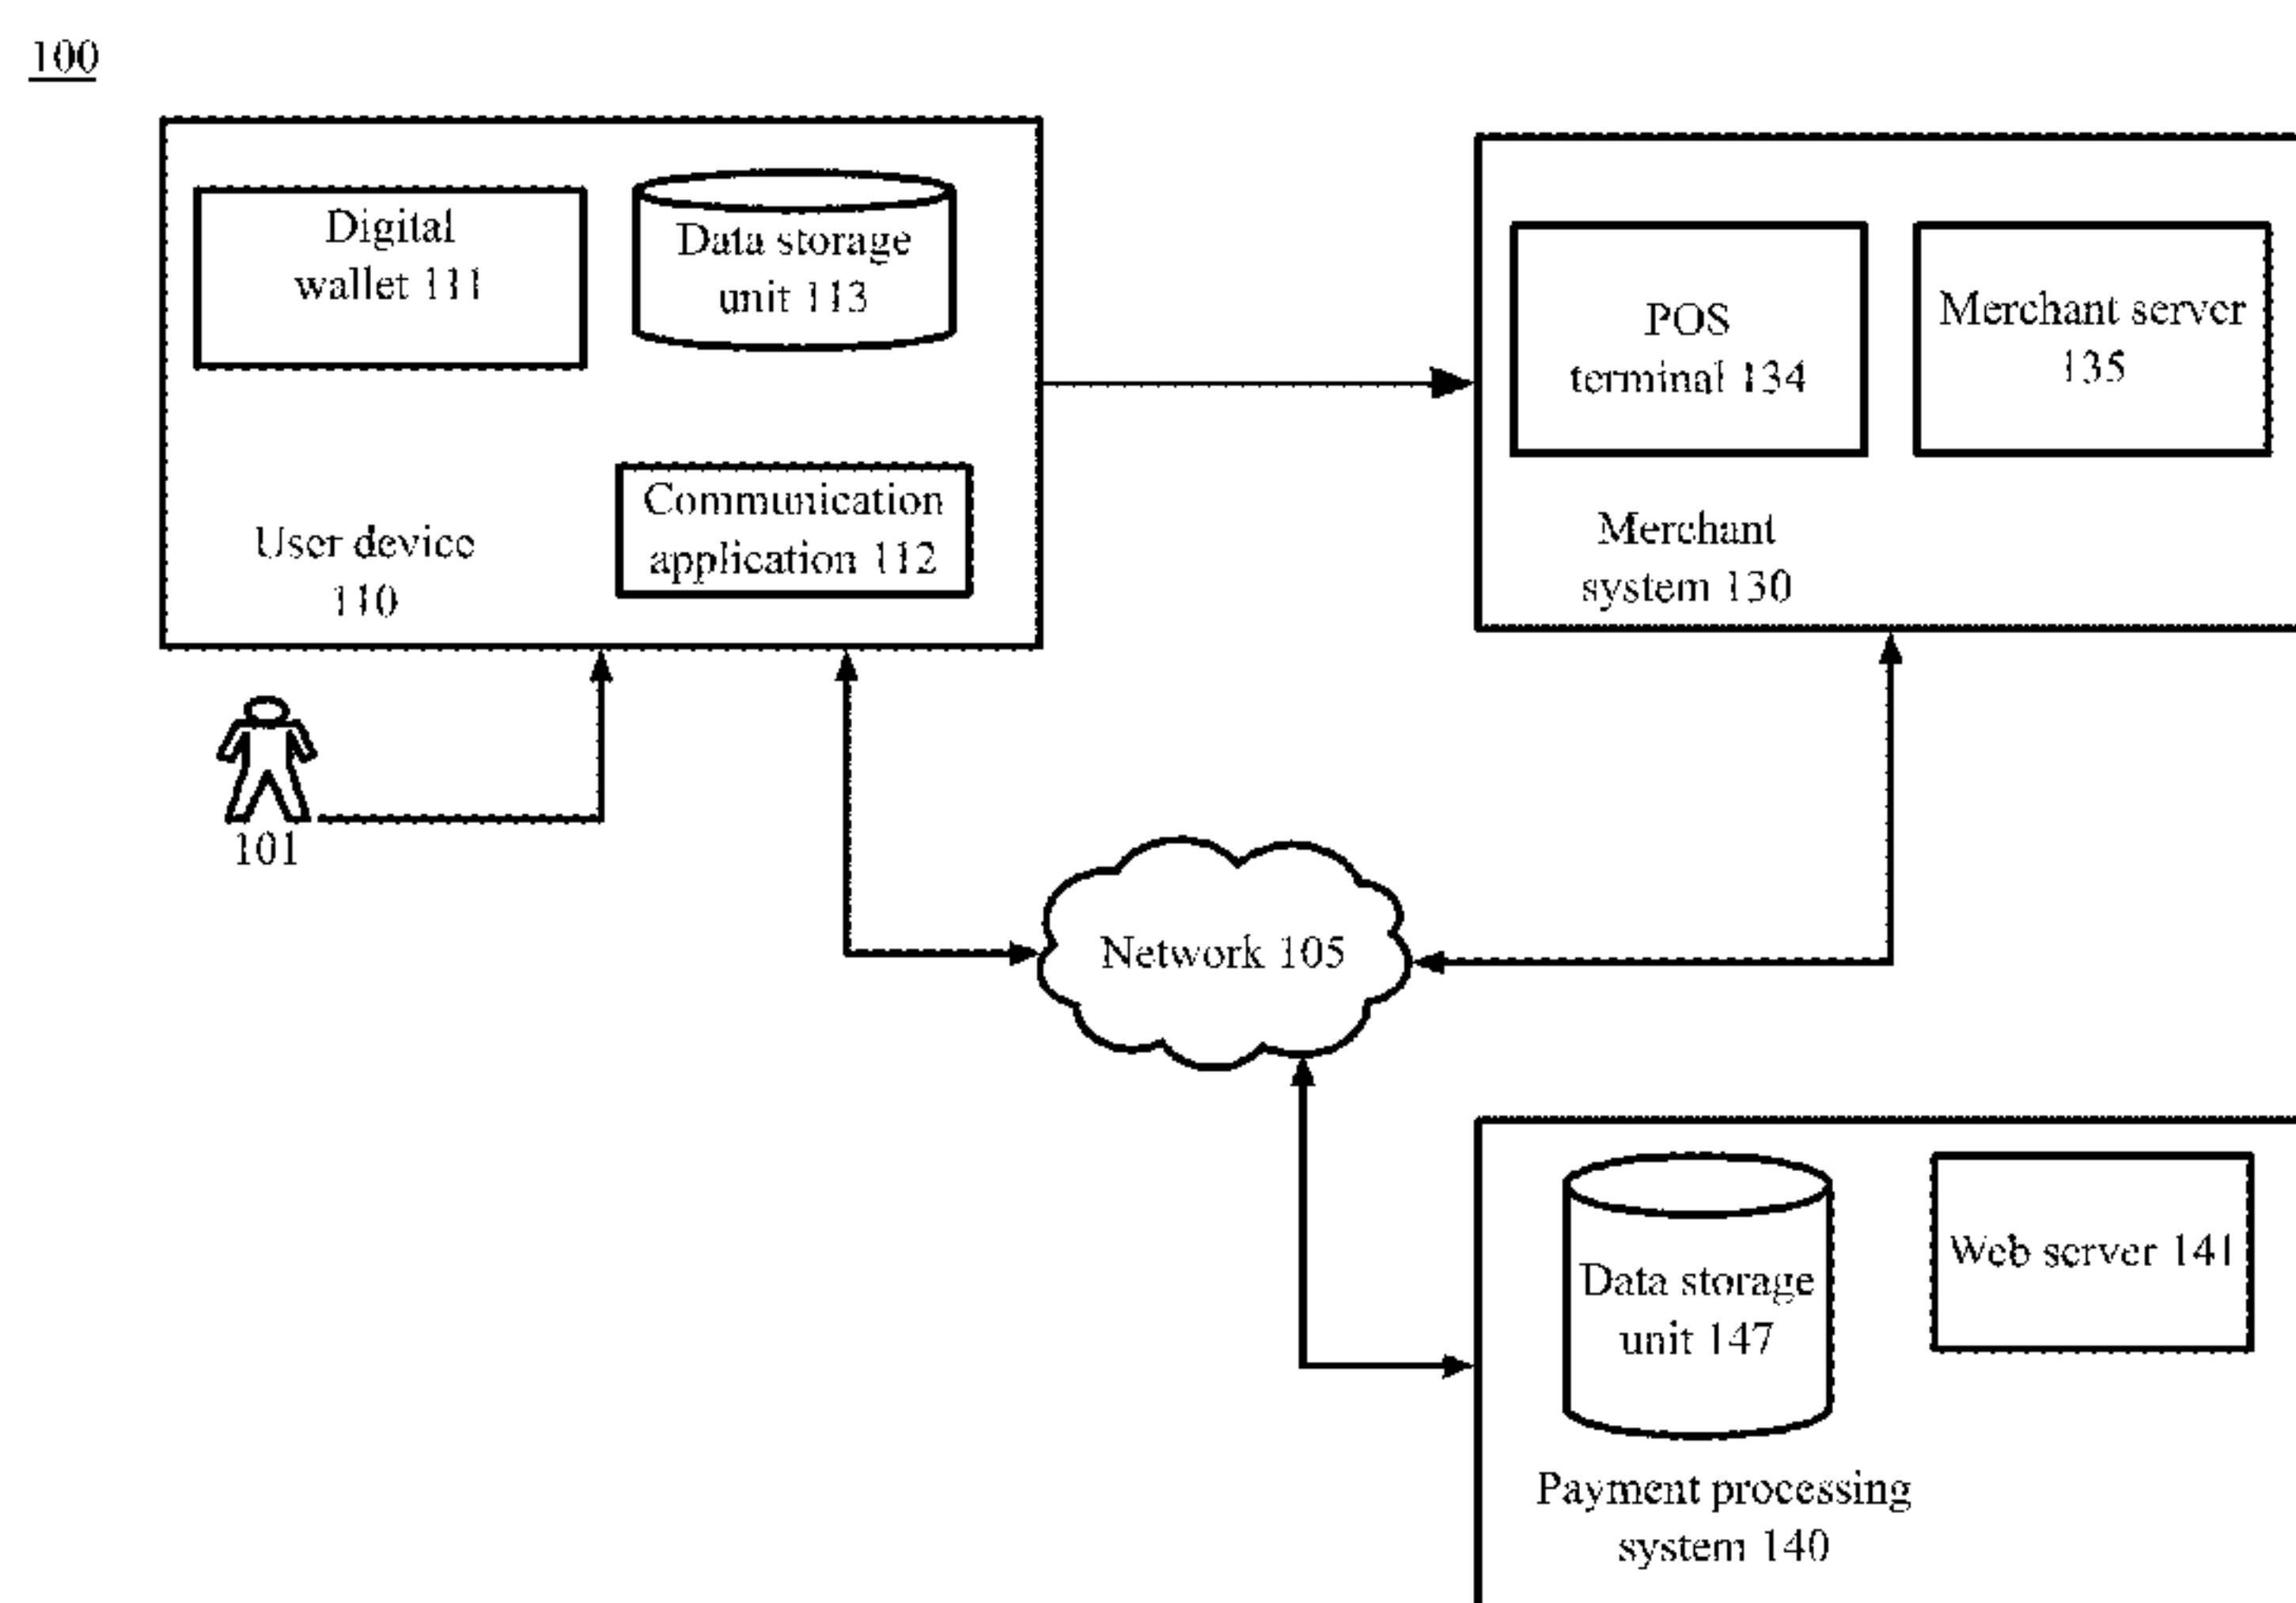 100
Digital
wallet 111
Data storage
unit 113
Communication
application 112
User device
110
POS
terminal 134
Merchant server
135
Merchant
system 130
101
Network 105
Data storage
unit 147
Web server 141
Payment processing
system 140